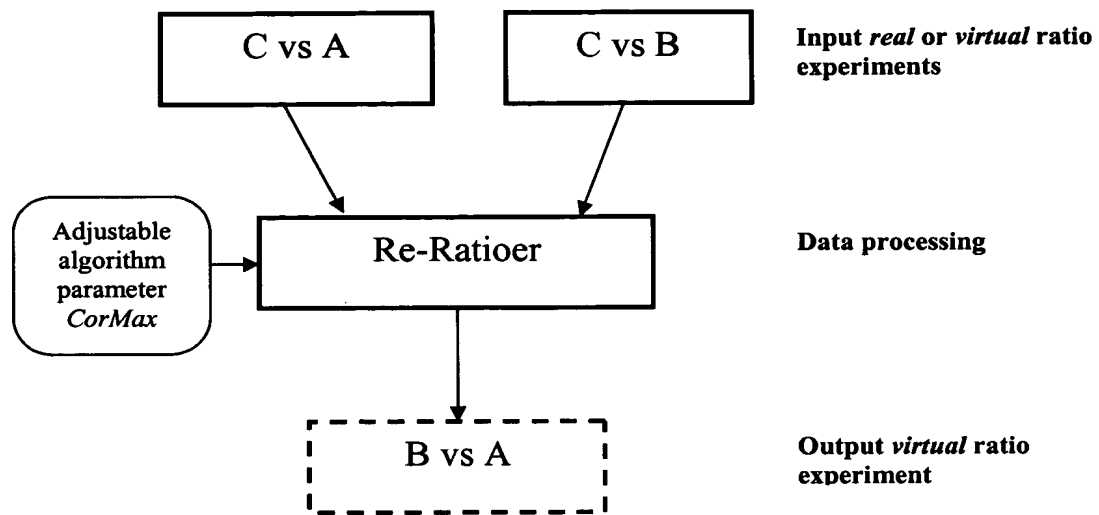 C vs A
C vs B
Input real or virtual ratio
experiments
Adjustable
algorithm
parameter
CorMax
Re-Ratioer
Data processing
B vs A
Output virtual ratio
experiment